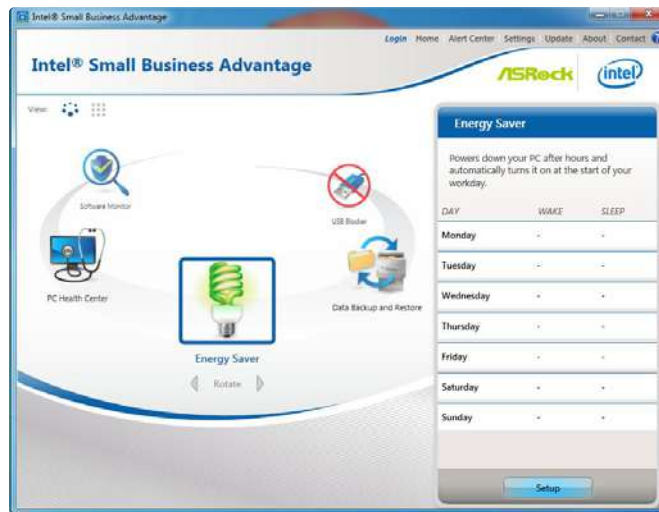 Intel® Small Business Advantage
Login Home Alert Center Settings Update About Contact ?
Intel® Small Business Advantage
ASRock
intel
View:
Software Monitor
USB Blocker
PC Health Center
Data Backup and Restore
Energy Saver
Rotate
Energy Saver
Powers down your PC after hours and
automatically turns it on at the start of your
workday.
DAY WAKE SLEEP
Monday - -
Tuesday - -
Wednesday - -
Thursday - -
Friday - -
Saturday - -
Sunday - -
Setup